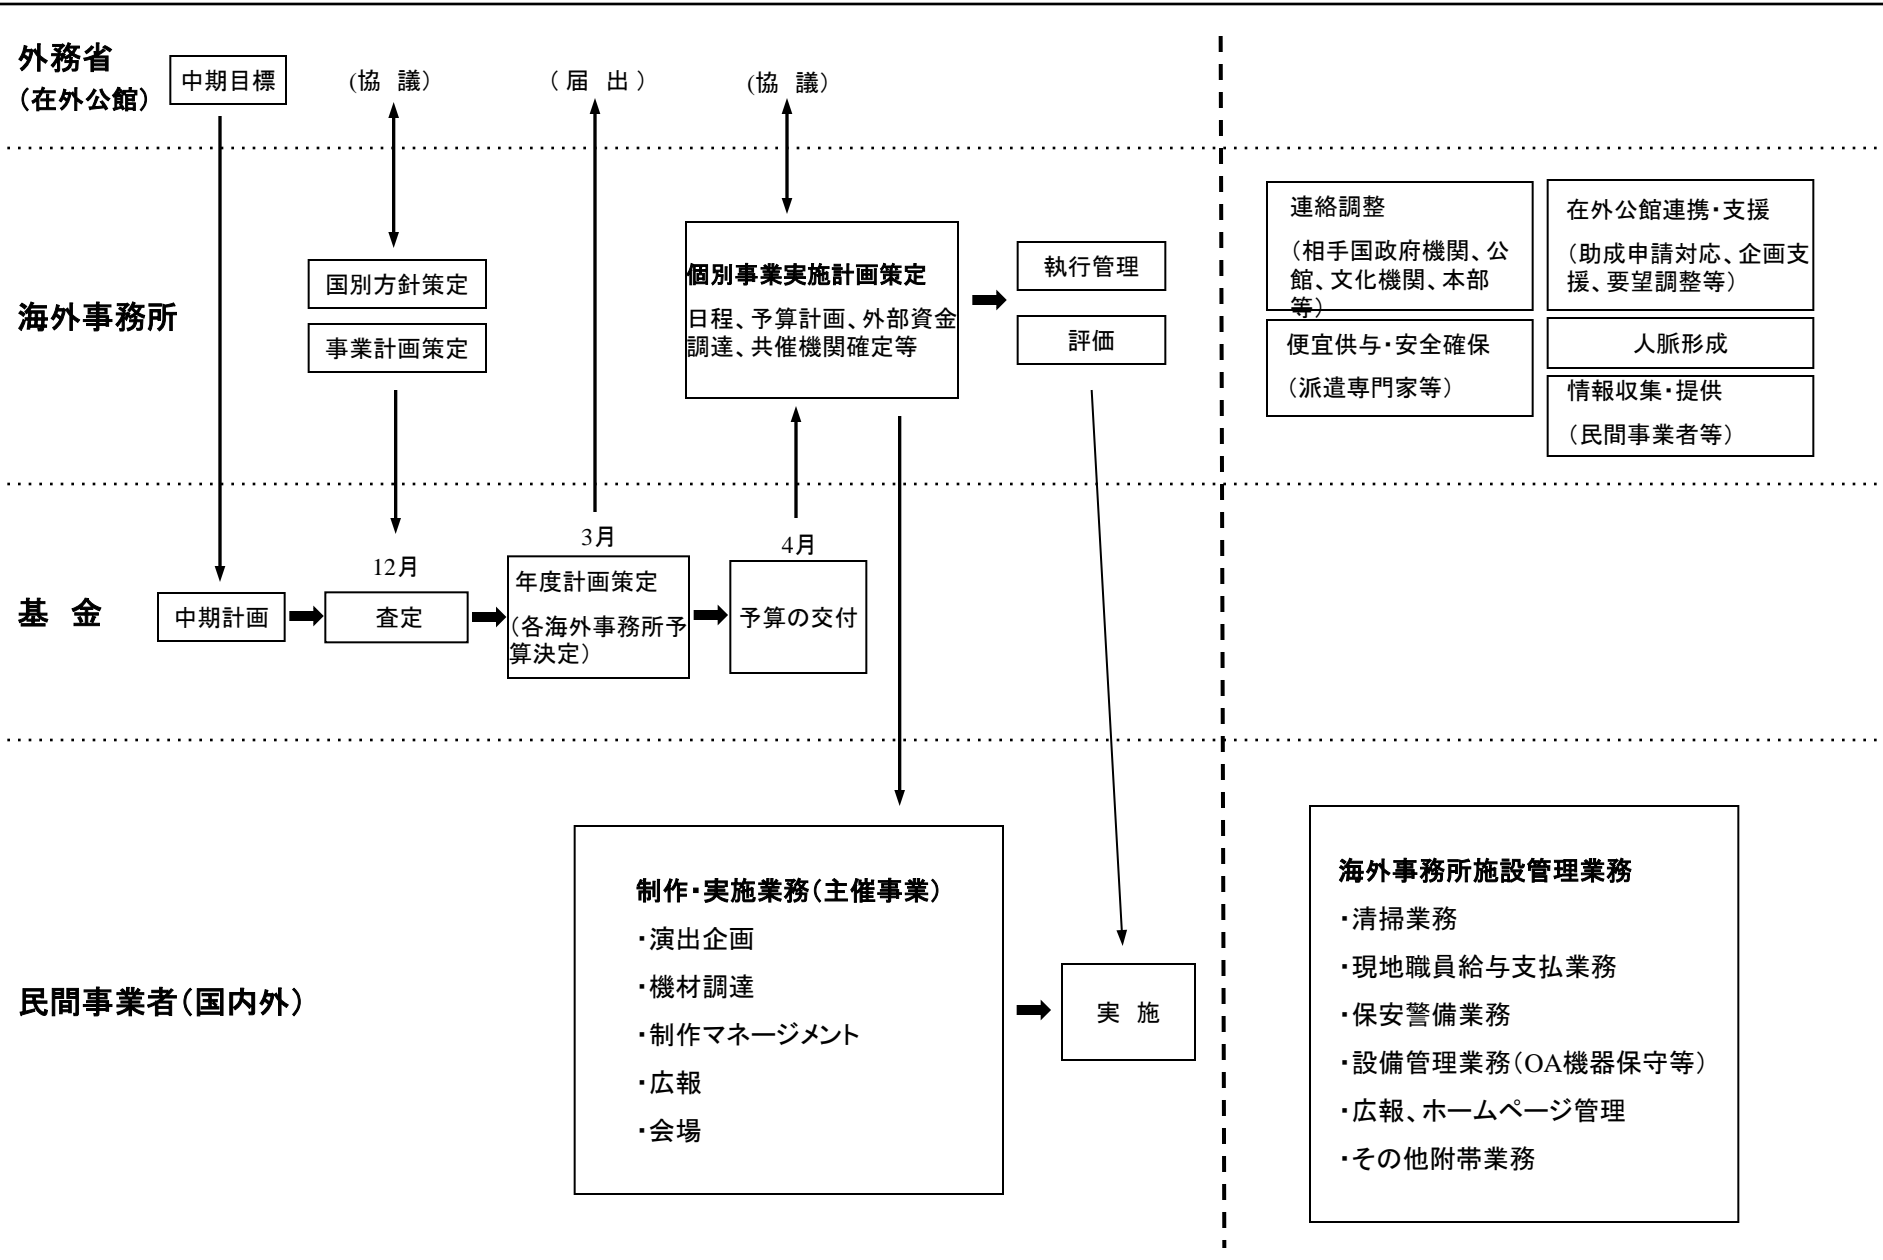 外務省
（在外公館）
中期目標
(協 議)
（ 届 出 ）
(協 議)
海外事務所
国別方針策定
事業計画策定
個別事業実施計画策定
日程、予算計画、外部資金
調達、共催機関確定等
執行管理
評価
連絡調整
（相手国政府機関、公
館、文化機関、本部
等）
便宜供与・安全確保
（派遣専門家等）
在外公館連携・支援
（助成申請対応、企画支
援、要望調整等）
人脈形成
情報収集・提供
（民間事業者等）
基 金
中期計画
12月
査定
3月
年度計画策定
（各海外事務所予
算決定）
4月
予算の交付
民間事業者（国内外）
制作・実施業務（主催事業）
・演出企画
・機材調達
・制作マネージメント
・広報
・会場
実 施
海外事務所施設管理業務
・清掃業務
・現地職員給与支払業務
・保安警備業務
・設備管理業務（OA機器保守等）
・広報、ホームページ管理
・その他附帯業務